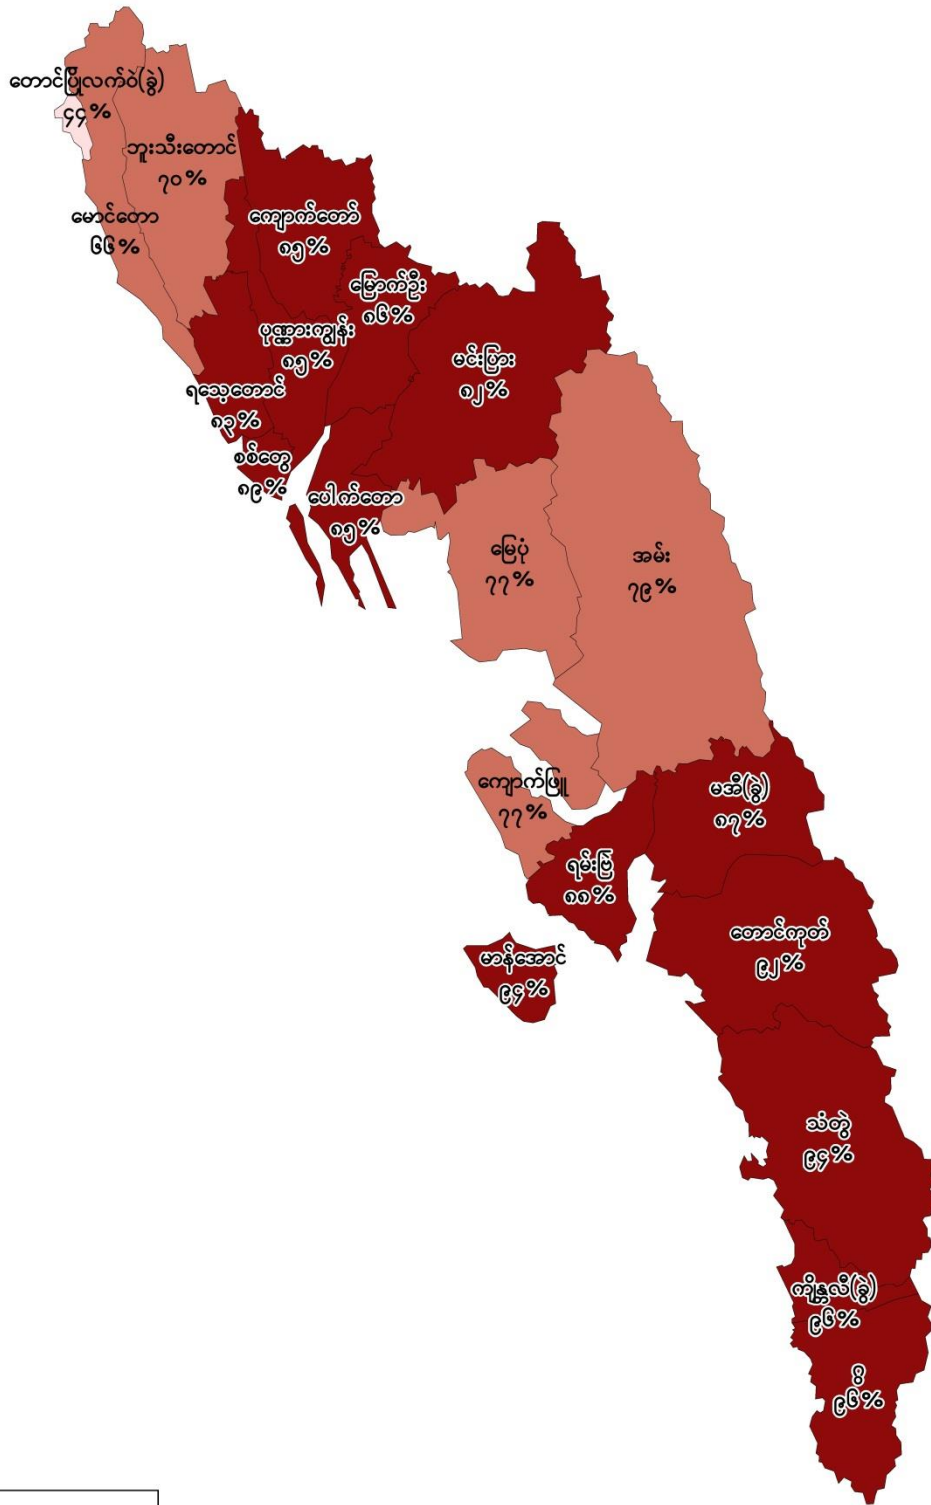 တောင်ပြိုလက်ဝဲ(ခွဲ)
၄၄%
ဘူးသီးတောင်
၇၀%
မောင်တော
၆၆%
ကျောက်တော်
၈၅%
မြောက်ဦး
၈၆%
ပုဏ္ဏားကျွန်း
၈၅%
မင်းပြား
၈၂%
ရသေ့တောင်
၈၃%
စစ်တွေ
၈၉%
ပေါက်တော
၈၅%
မြေပုံ
၇၇%
အမ်း
၇၉%
ကျောက်ဖြူ
၇၇%
မအီ(ခွဲ)
၈၇%
ရမ်းဗြဲ
၈၈%
တောင်ကုတ်
၉၂%
မာန်အောင်
၉၄%
သံတွဲ
၉၄%
ကျိန္တလီ(ခွဲ)
၉၆%
ဂွ
၉၆%